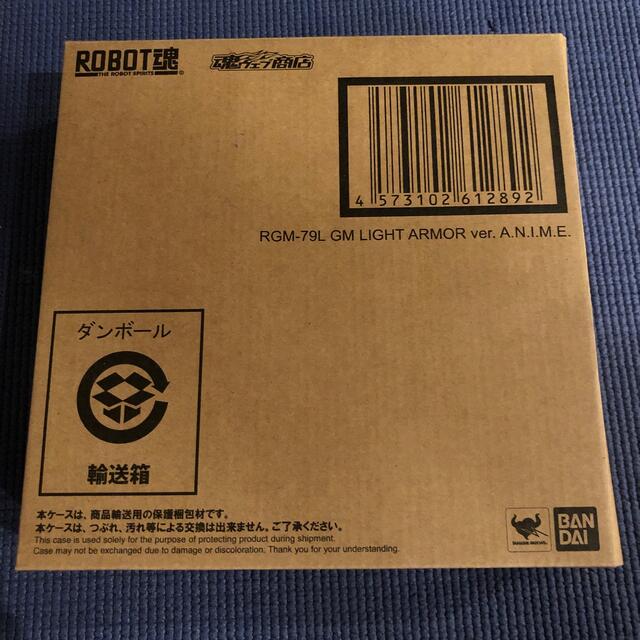 ROBOT魂
THE ROBOT SPIRITS
魂ウェブ商店
4 573102 612892
RGM-79L GM LIGHT ARMOR ver. A.N.I.M.E.
ダンボール
輸送箱
本ケースは、商品輸送用の保護梱包材です。
本ケースは、つぶれ、汚れ等による交換は出来ません。ご了承ください。
This case is used solely for the purpose of protecting product during shipment.
Case may not be exchanged due to damage or discoloration. Thank you for your understanding.
BAN
DAI